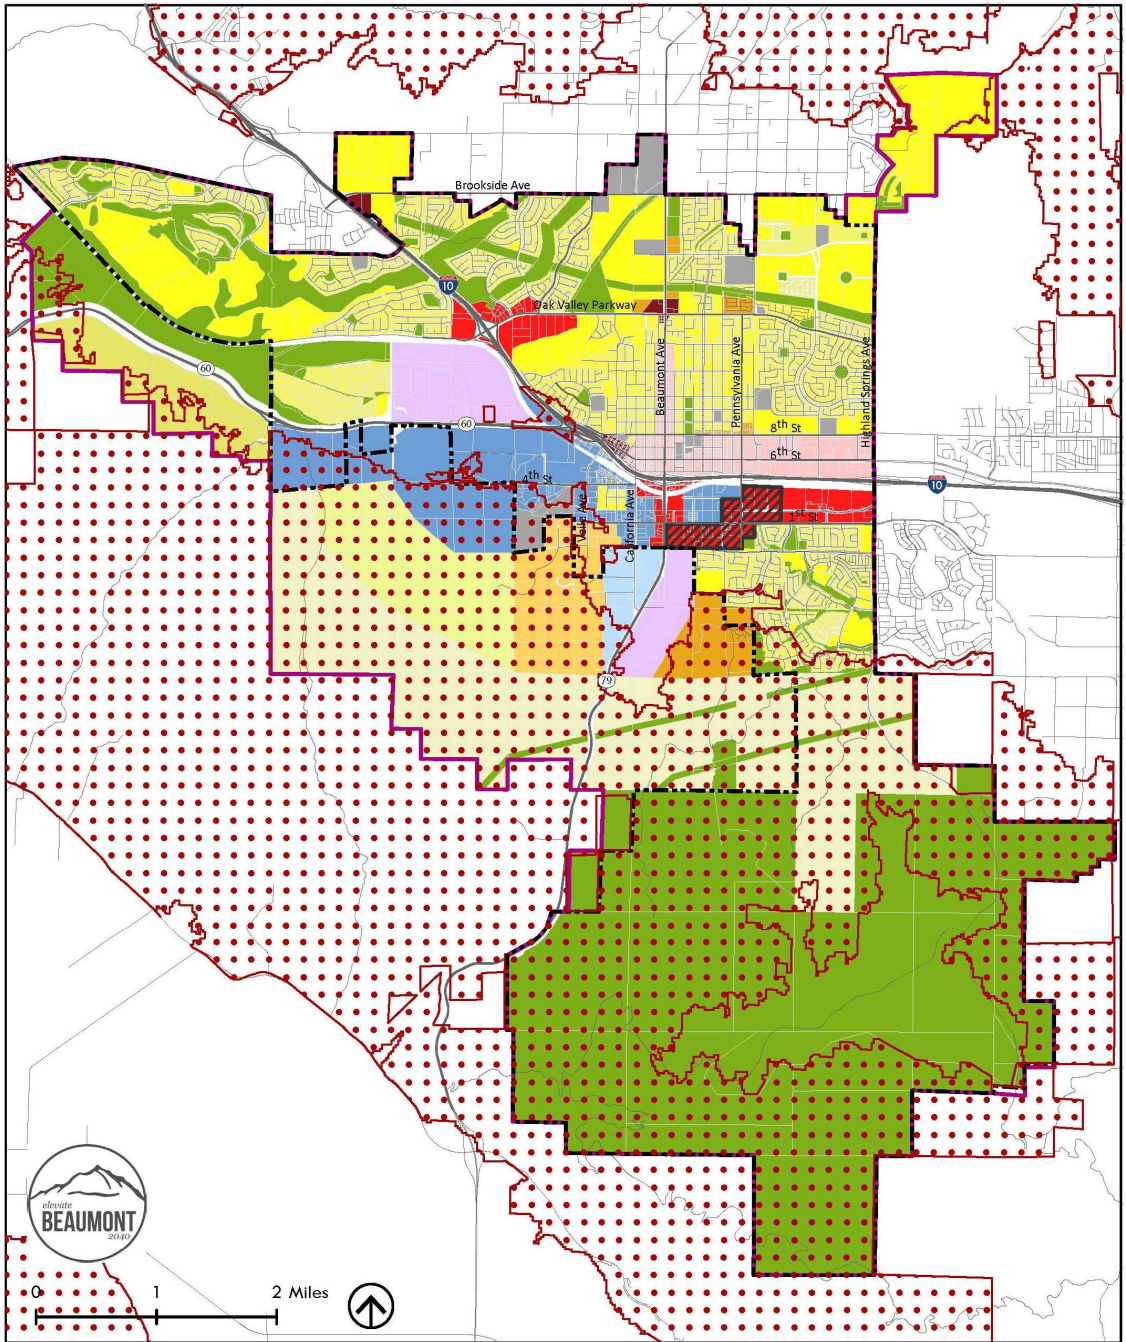 Brookside Ave
10
Oak Valley Parkway
60
Beaumont Ave
Pennsylvania Ave
Highland Springs Ave
60
8th St
6th St
4th St
10
1st St
Viele Ave
California Ave
79
elevate
BEAUMONT
2040
0 1 2 Miles